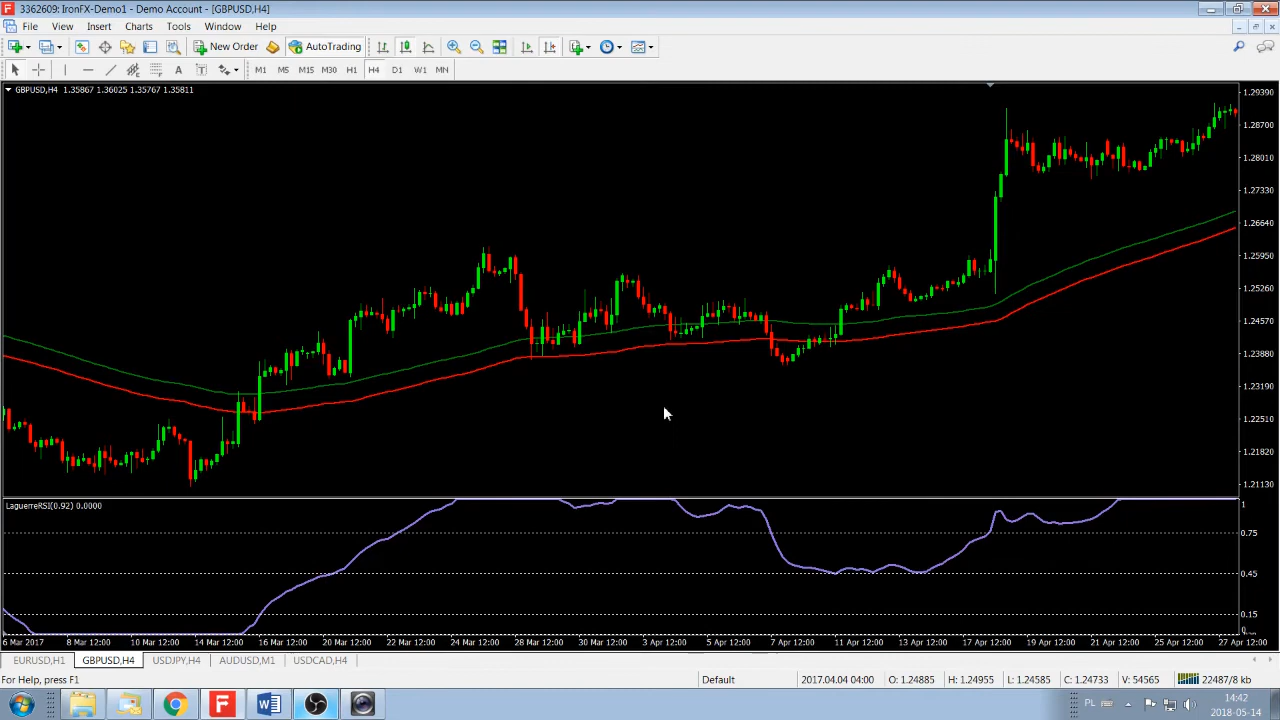 3362609: IronFX-Demo1 - Demo Account - [GBPUSD,H4]
File View Insert Charts Tools Window Help
New Order AutoTrading
A T M1 M5 M15 M30 H1 H4 D1 W1 MN
GBPUSD,H4 1.35867 1.36025 1.35767 1.35811
1.29390
1.28700
1.28010
1.27330
1.26640
1.25950
1.25260
1.24570
1.23880
1.23190
1.22510
1.21820
1.21130
LaguerreRSI(0.92) 0.0000
1
0.75
0.45
0.15
0
6 Mar 2017 8 Mar 12:00 10 Mar 12:00 14 Mar 12:00 16 Mar 12:00 20 Mar 12:00 22 Mar 12:00 24 Mar 12:00 28 Mar 12:00 30 Mar 12:00 3 Apr 12:00 5 Apr 12:00 7 Apr 12:00 11 Apr 12:00 13 Apr 12:00 17 Apr 12:00 19 Apr 12:00 21 Apr 12:00 25 Apr 12:00 27 Apr 12:00
EURUSD,H1 GBPUSD,H4 USDJPY,H4 AUDUSD,M1 USDCAD,H4
For Help, press F1 Default 2017.04.04 04:00 O: 1.24885 H: 1.24955 L: 1.24585 C: 1.24733 V: 54565 22487/8 kb
PL 14:42
2018-05-14